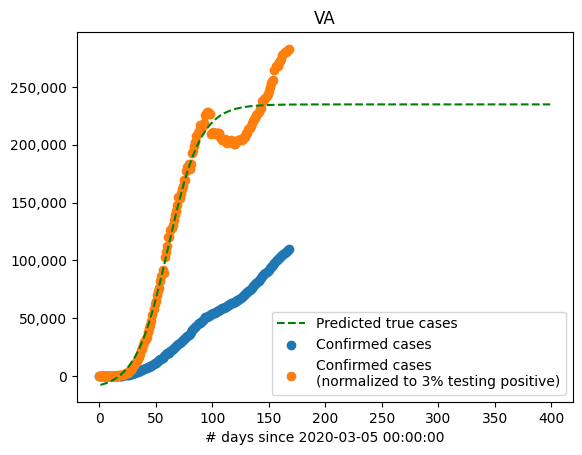 VA
250,000
200,000
150,000
100,000
50,000
0
Predicted true cases
Confirmed cases
Confirmed cases
(normalized to 3% testing positive)
0 50 100 150 200 250 300 350 400
# days since 2020-03-05 00:00:00